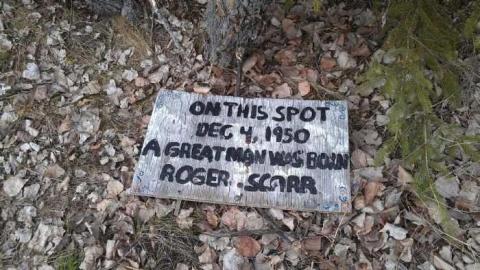 ON THIS SPOT
DEC 4, 1950
A GREAT MAN WAS BORN
ROGER SCARR